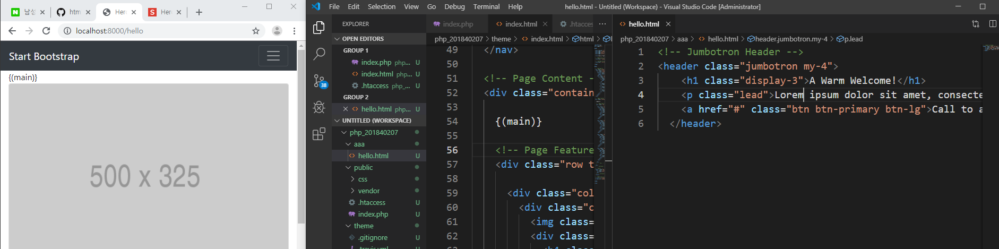 남성
htm
Hero
Hero
localhost:8000/hello
Start Bootstrap
{(main)}
500 x 325
File Edit Selection View Go Debug Terminal Help
hello.html - Untitled (Workspace) - Visual Studio Code [Administrator]
38
EXPLORER
OPEN EDITORS
GROUP 1
index.php php... U
index.html php... U
.htaccess php_... U
GROUP 2
hello.html php... U
UNTITLED (WORKSPACE)
php_201840207
aaa
hello.html U
public
css
vendor
.htaccess U
index.php U
theme
.gitignore U
.travis.yml U
index.php index.html .htacces ...
php_201840207 > theme > index.html > html >
49 </nav>
50
51 <!-- Page Content -
52 <div class="contain
53
54 {(main)}
55
56 <!-- Page Feature
57 <div class="row t
58
59 <div class="col
60 <div class="c
61 <img class=
62 <div class=
63 <h4 class
hello.html
php_201840207 > aaa > hello.html > header.jumbotron.my-4 > p.lead
1 <!-- Jumbotron Header -->
2 <header class="jumbotron my-4">
3 <h1 class="display-3">A Warm Welcome!</h1>
4 <p class="lead">Lorem ipsum dolor sit amet, consecte
5 <a href="#" class="btn btn-primary btn-lg">Call to a
6 </header>